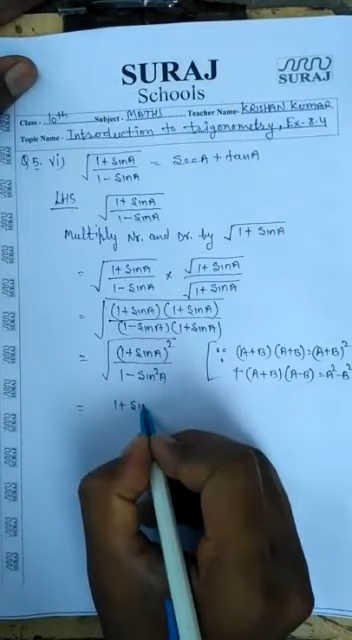 SURAJ
Schools
SURAJ
Class - 10th Subject - MATHS Teacher Name- KRISHAN KUMAR
Topic Name - Introduction to trigonometry, Ex-8.4
Q 5. vi) √(1+SinA / 1-SinA) = SecA + tanA
LHS √(1+SinA / 1-SinA)
Multiply Nr. and Dr. by √1+SinA
= √(1+SinA / 1-SinA) × √1+SinA / √1+SinA
= √((1+SinA)(1+SinA) / (1-SinA)(1+SinA))
= √((1+SinA)² / 1-Sin²A) [∵ (A+B)(A+B)=(A+B)²
+ (A+B)(A-B)=A²-B²
= 1+Sin